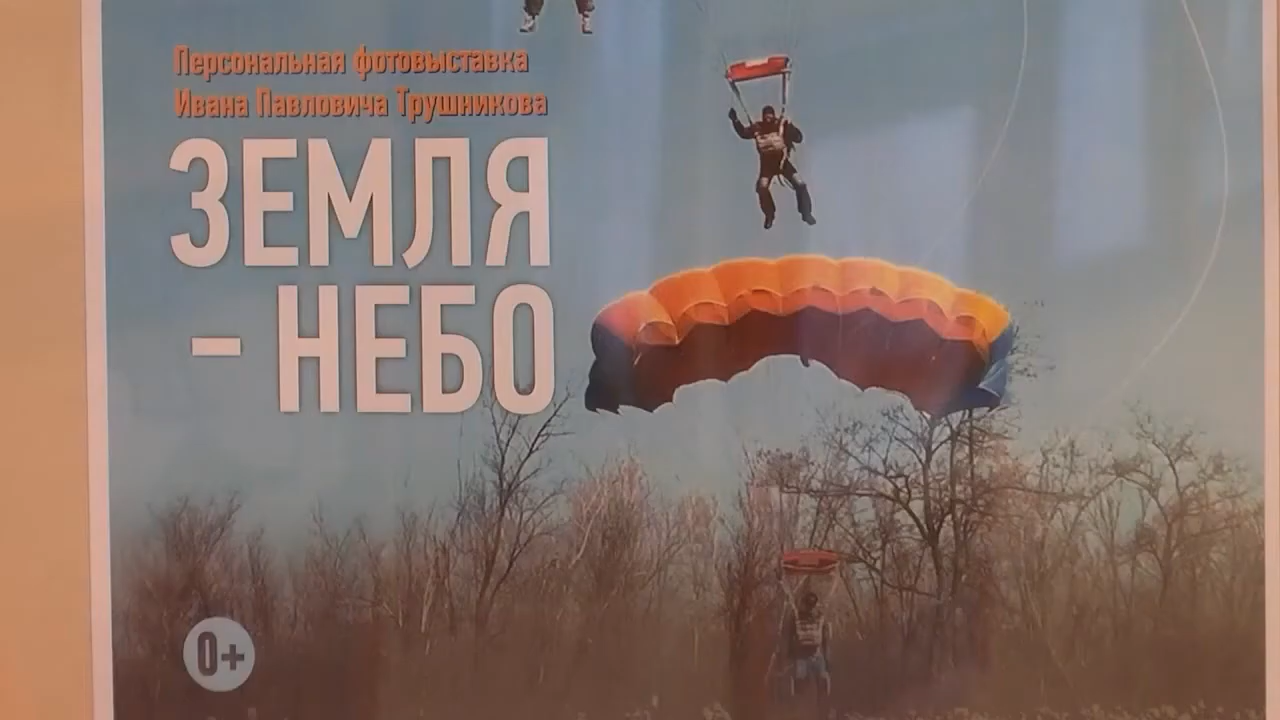 Персональная фотовыставка
Ивана Павловича Трушникова
ЗЕМЛЯ
- НЕБО
0+